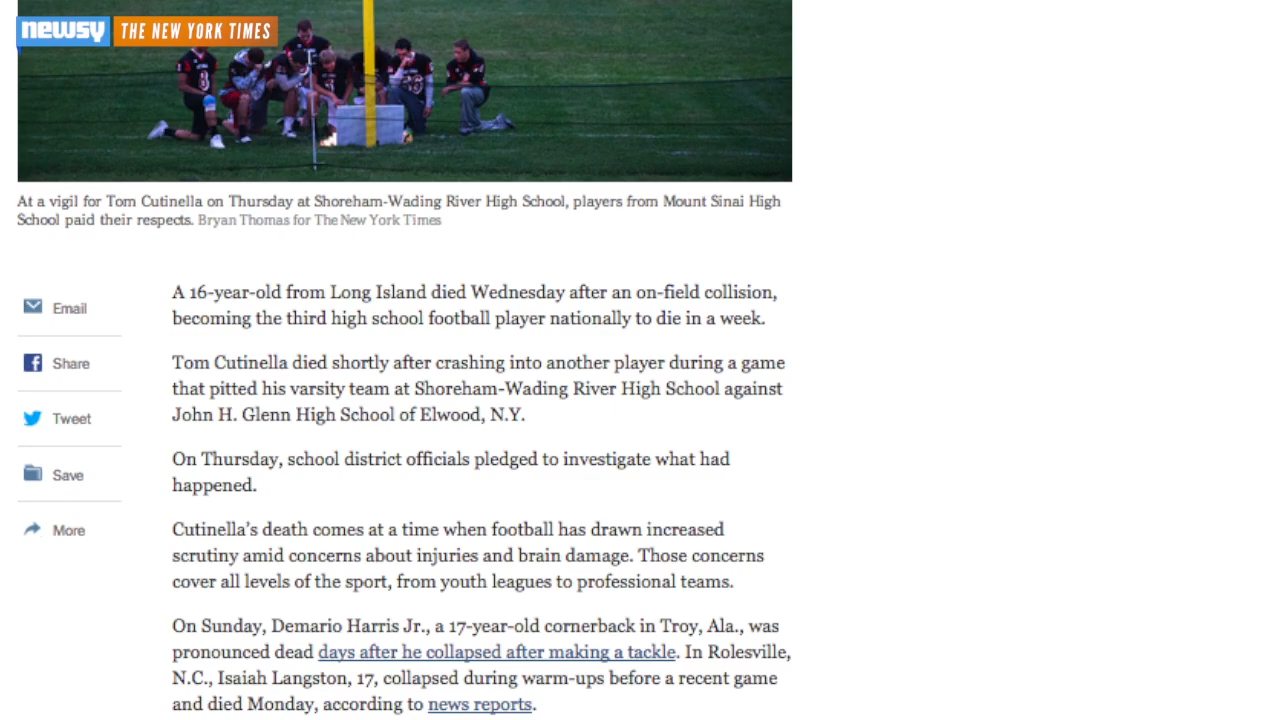 newsy THE NEW YORK TIMES
At a vigil for Tom Cutinella on Thursday at Shoreham-Wading River High School, players from Mount Sinai High
School paid their respects. Bryan Thomas for The New York Times
A 16-year-old from Long Island died Wednesday after an on-field collision,
becoming the third high school football player nationally to die in a week.
Email
Share
Tweet
Save
More
Tom Cutinella died shortly after crashing into another player during a game
that pitted his varsity team at Shoreham-Wading River High School against
John H. Glenn High School of Elwood, N.Y.
On Thursday, school district officials pledged to investigate what had
happened.
Cutinella's death comes at a time when football has drawn increased
scrutiny amid concerns about injuries and brain damage. Those concerns
cover all levels of the sport, from youth leagues to professional teams.
On Sunday, Demario Harris Jr., a 17-year-old cornerback in Troy, Ala., was
pronounced dead days after he collapsed after making a tackle. In Rolesville,
N.C., Isaiah Langston, 17, collapsed during warm-ups before a recent game
and died Monday, according to news reports.